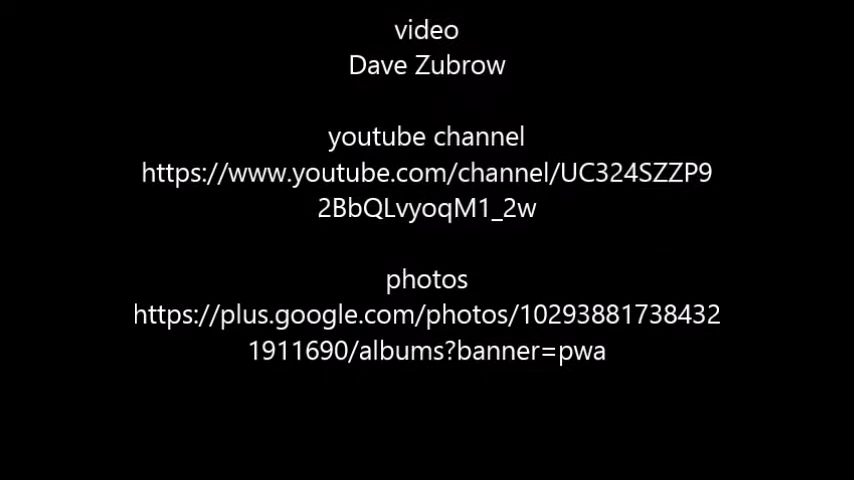 video
Dave Zubrow
youtube channel
https://www.youtube.com/channel/UC324SZZP9
2BbQLvyoqM1_2w
photos
https://plus.google.com/photos/10293881738432
1911690/albums?banner=pwa